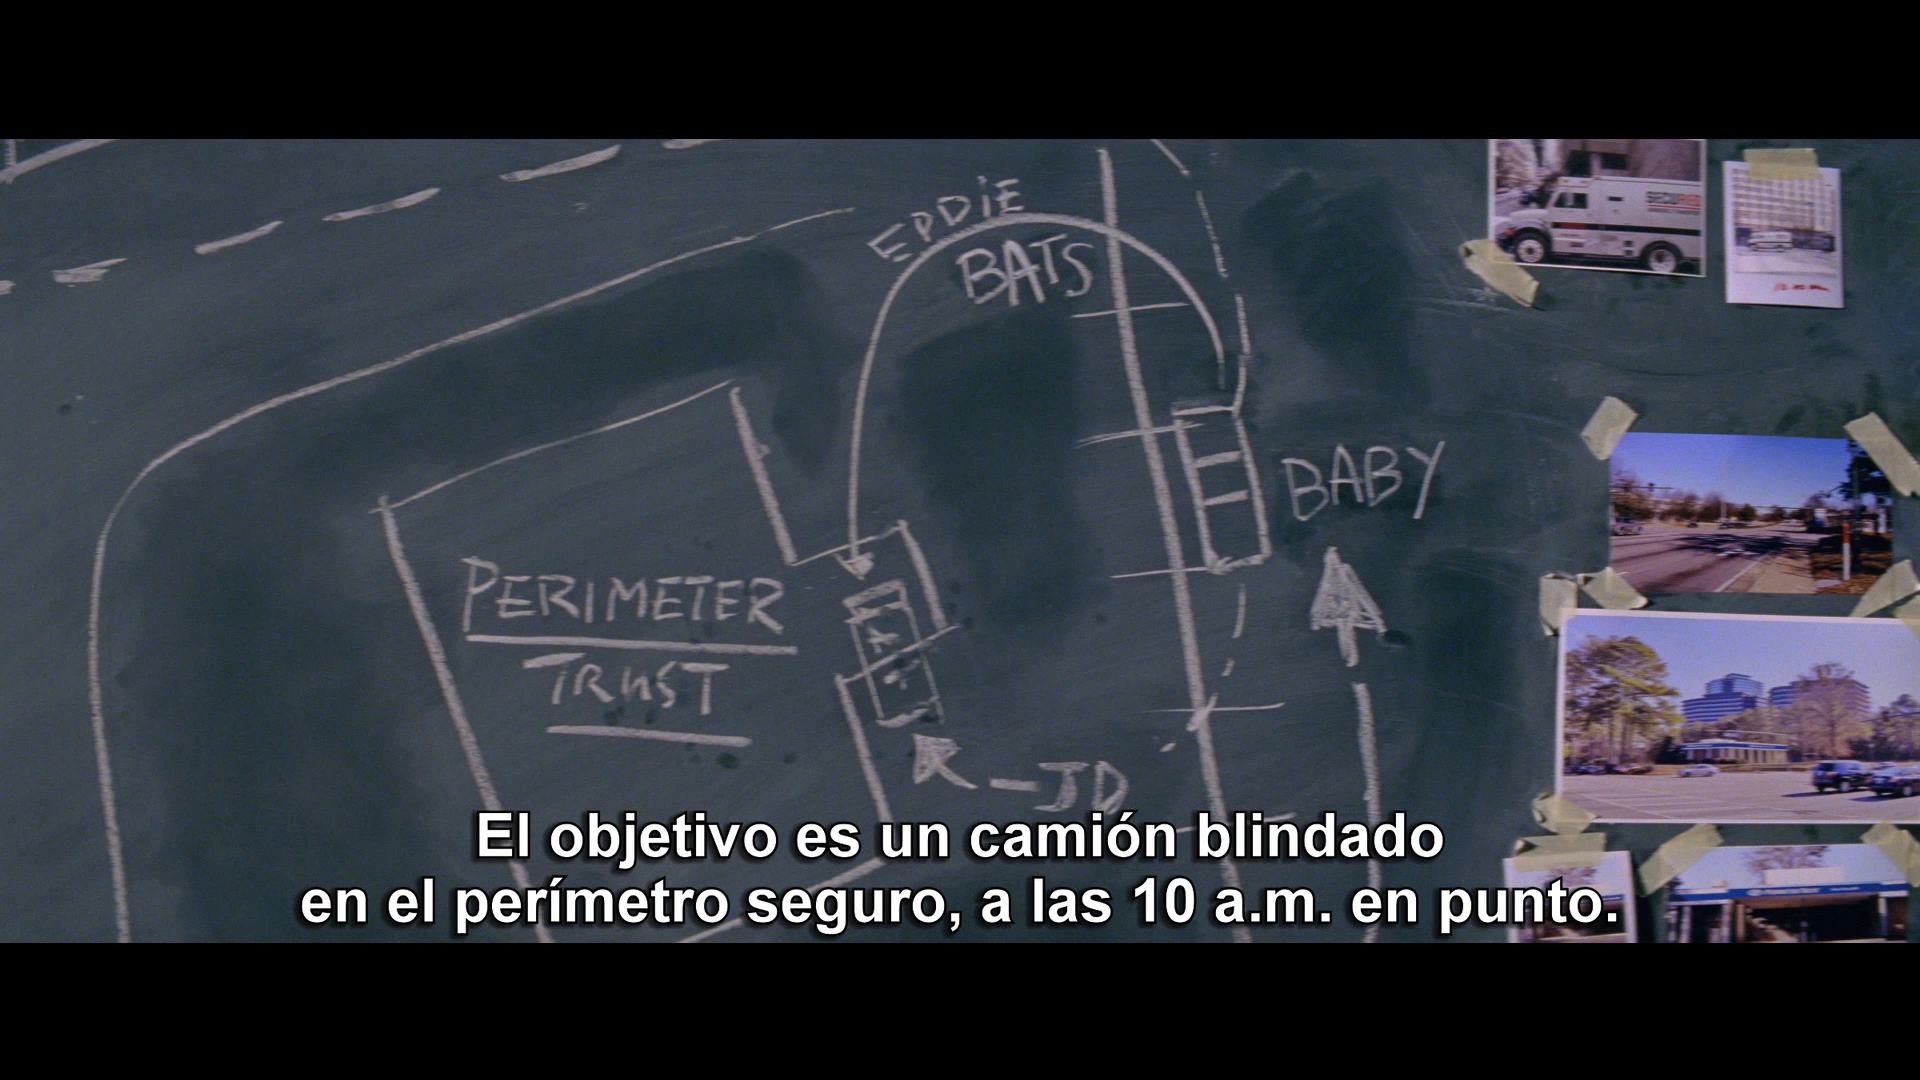 EDDIE
BATS
SECURED
BABY
PERIMETER
TRUST
JD
El objetivo es un camión blindado
en el perímetro seguro, a las 10 a.m. en punto.